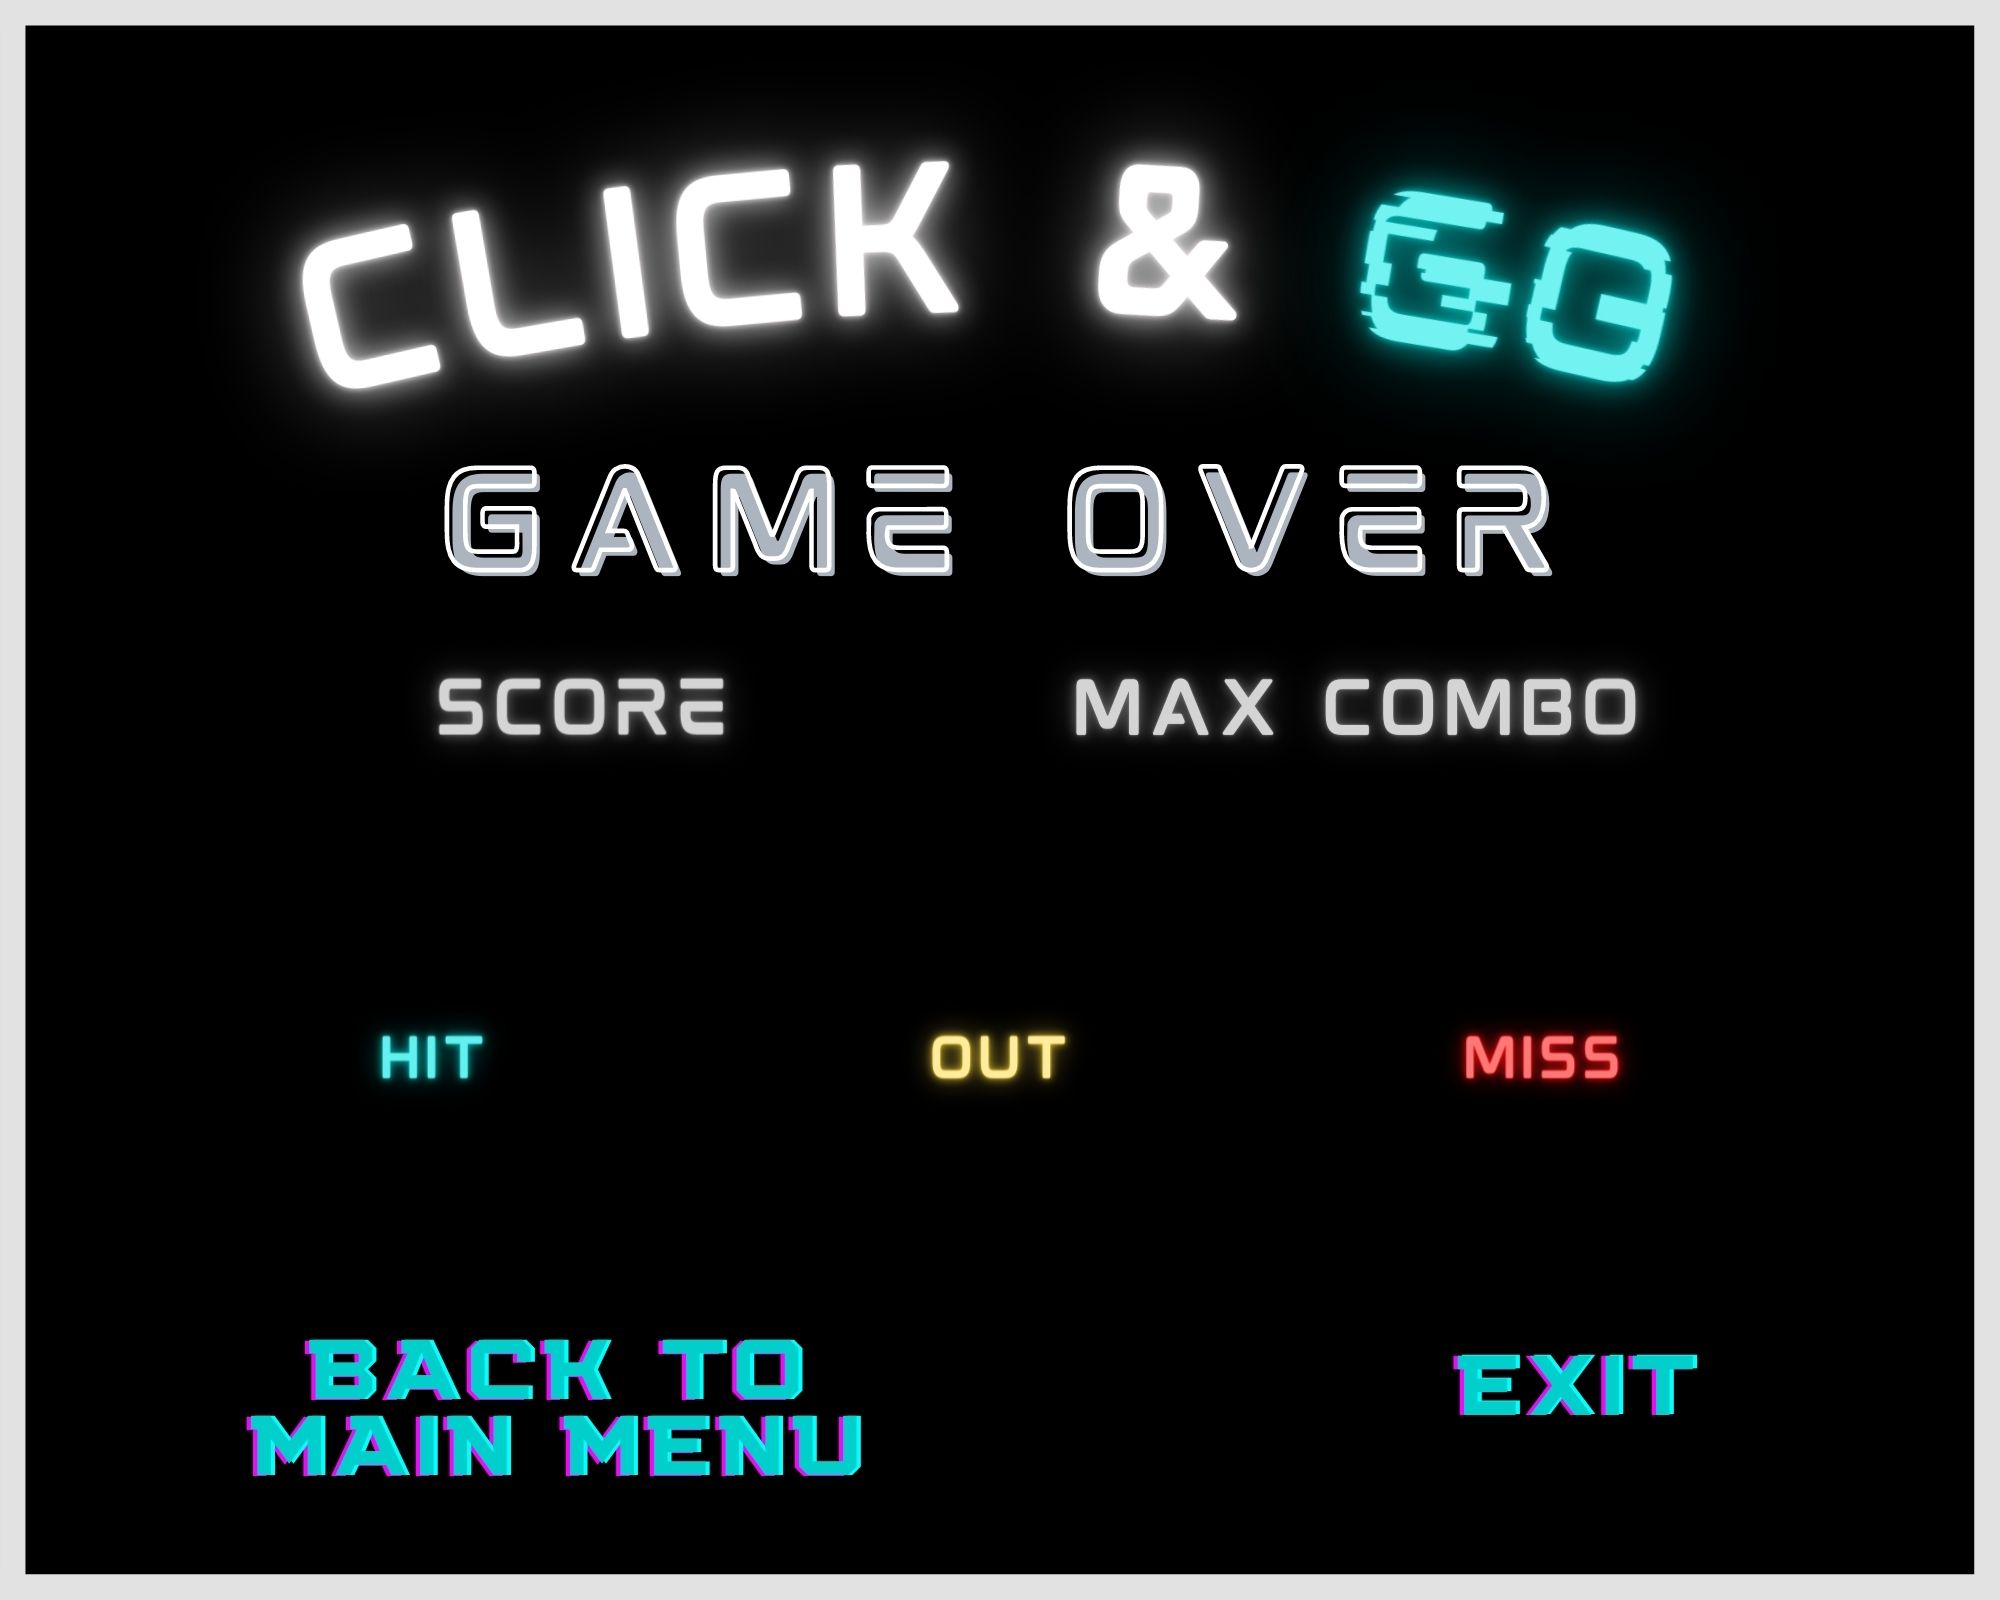 CLICK & GO
GAME OVER
SCORE MAX COMBO
HIT OUT MISS
BACK TO
MAIN MENU
EXIT